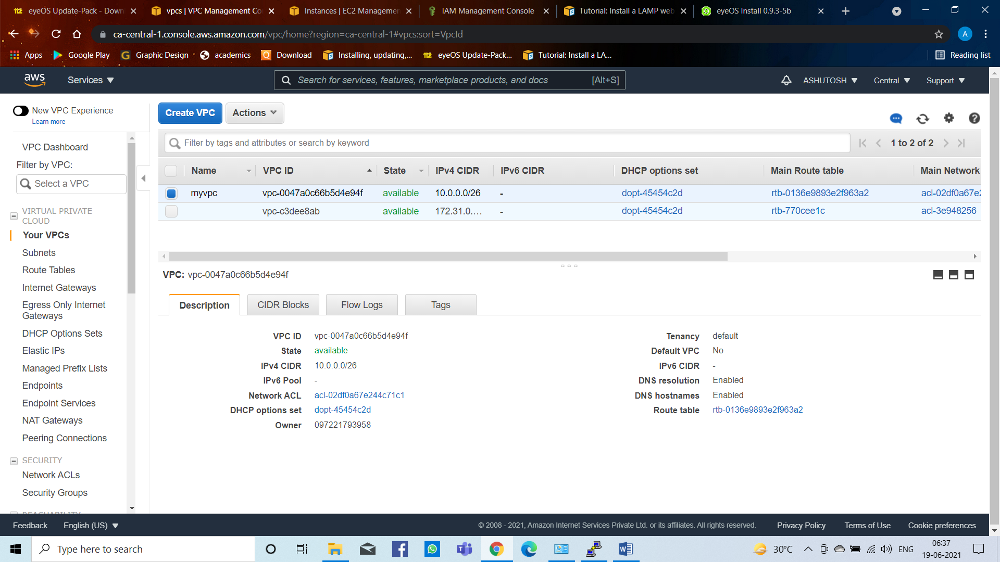 eyeOS Update-Pack - Down
vpcs | VPC Management Co
Instances | EC2 Managemen
IAM Management Console
Tutorial: Install a LAMP web
eyeOS Install 0.9.3-5b
ca-central-1.console.aws.amazon.com/vpc/home?region=ca-central-1#vpcs:sort=VpcId
A
Apps
Google Play
Graphic Design
academics
Download
Installing, updating,...
eyeOS Update-Pack...
Tutorial: Install a LA...
Reading list
aws
Services
Search for services, features, marketplace products, and docs
[Alt+S]
ASHUTOSH
Central
Support
New VPC Experience
Learn more
Create VPC
Actions
VPC Dashboard
Filter by VPC:
Select a VPC
VIRTUAL PRIVATE
CLOUD
Your VPCs
Subnets
Route Tables
Internet Gateways
Egress Only Internet
Gateways
DHCP Options Sets
Elastic IPs
Managed Prefix Lists
Endpoints
Endpoint Services
NAT Gateways
Peering Connections
SECURITY
Network ACLs
Security Groups
REACHABILITY
Filter by tags and attributes or search by keyword
1 to 2 of 2
Name VPC ID State IPv4 CIDR IPv6 CIDR DHCP options set Main Route table Main Network
myvpc vpc-0047a0c66b5d4e94f available 10.0.0.0/26 - dopt-45454c2d rtb-0136e9893e2f963a2 acl-02df0a67e2
vpc-c3dee8ab available 172.31.0.... - dopt-45454c2d rtb-770cee1c acl-3e948256
VPC: vpc-0047a0c66b5d4e94f
Description
CIDR Blocks
Flow Logs
Tags
VPC ID vpc-0047a0c66b5d4e94f
State available
IPv4 CIDR 10.0.0.0/26
IPv6 Pool -
Network ACL acl-02df0a67e244c71c1
DHCP options set dopt-45454c2d
Owner 097221793958
Tenancy default
Default VPC No
IPv6 CIDR -
DNS resolution Enabled
DNS hostnames Enabled
Route table rtb-0136e9893e2f963a2
Feedback
English (US)
© 2008 - 2021, Amazon Internet Services Private Ltd. or its affiliates. All rights reserved.
Privacy Policy
Terms of Use
Cookie preferences
Type here to search
30°C
ENG
06:37
19-06-2021